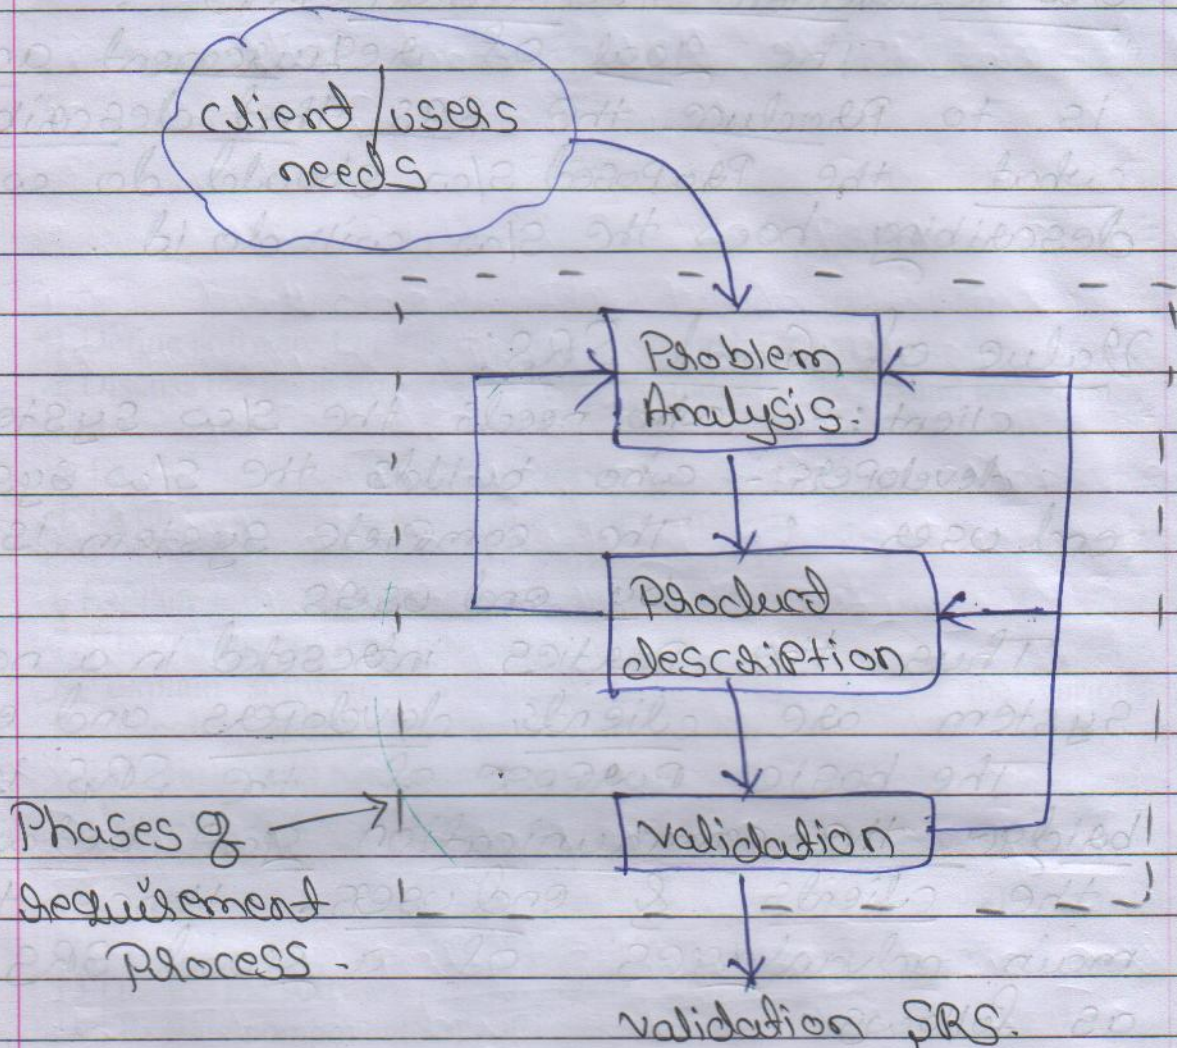 client/users
needs
Problem
Analysis.
Product
description
validation
Phases of
requirement
Process.
validation SRS.